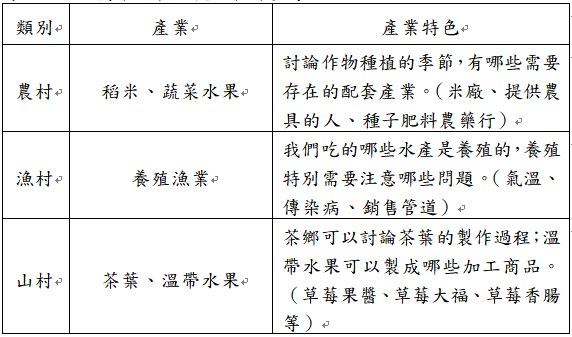 類別 產業 產業特色
農村 稻米、蔬菜水果 討論作物種植的季節，有哪些需要
存在的配套產業。（米廠、提供農
具的人、種子肥料農藥行）
漁村 養殖漁業 我們吃的哪些水產是養殖的，養殖
特別需要注意哪些問題。（氣溫、
傳染病、銷售管道）
山村 茶葉、溫帶水果 茶鄉可以討論茶葉的製作過程；溫
帶水果可以製成哪些加工商品。
（草莓果醬、草莓大福、草莓香腸
等）